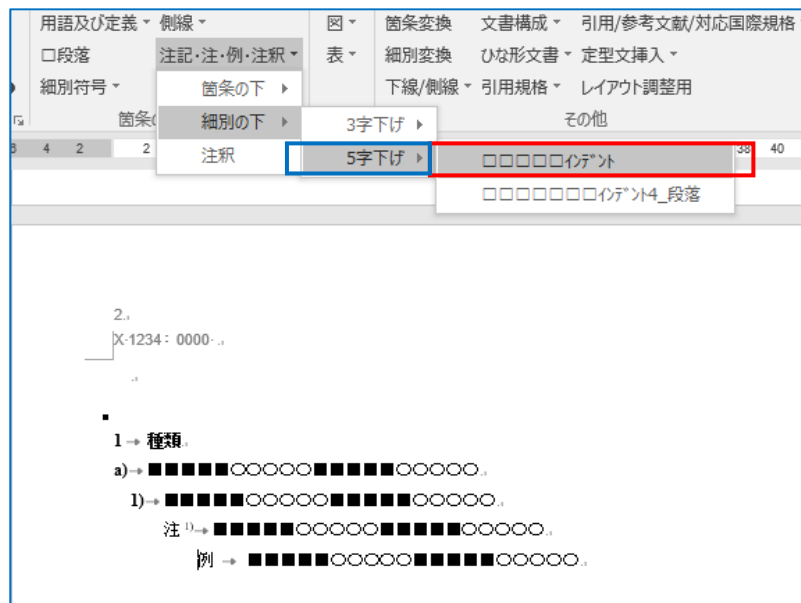 用語及び定義 側線 図 箇条変換 文書構成 引用/参考文献/対応国際規格
□段落 注記・注・例・注釈 表 細別変換 ひな形文書 定型文挿入
細別符号 箇条の下 下線/側線 引用規格 レイアウト調整用
細別の下 3字下げ その他
注釈 5字下げ □□□□□インデント
□□□□□□□インデント4_段落
4 2 2 38 40
2.
X-1234：0000
1 → 種類
a)→■■■■■○○○○○■■■■■○○○○○
1)→■■■■■○○○○○■■■■■○○○○○
注 1)→■■■■■○○○○○■■■■■○○○○○
例 → ■■■■■○○○○○■■■■■○○○○○